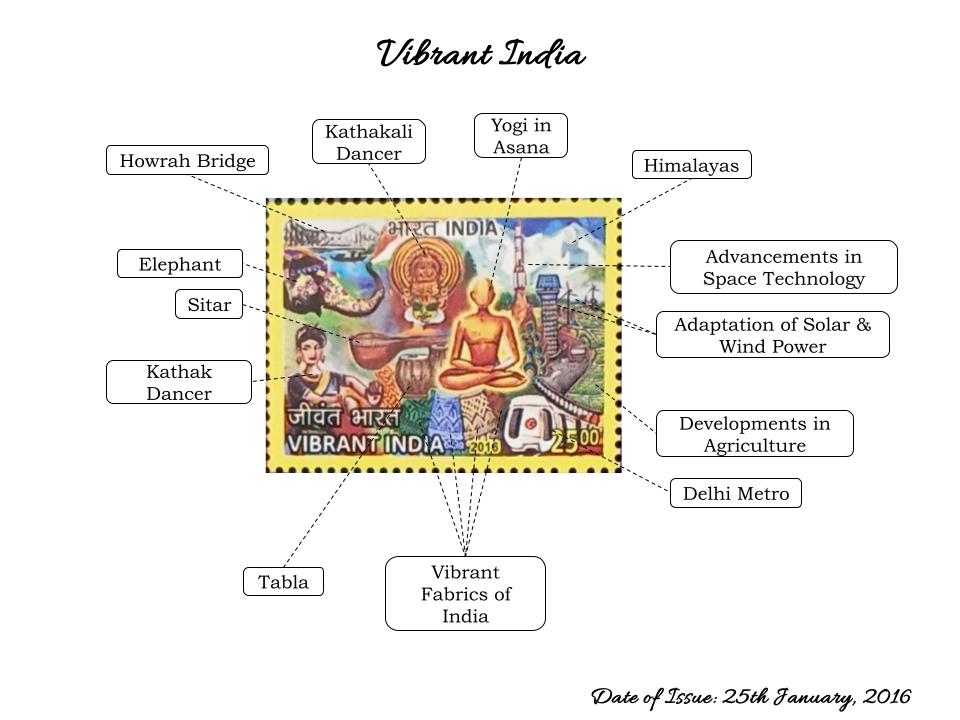 Vibrant India
Kathakali
Dancer
Yogi in
Asana
Howrah Bridge
Himalayas
भारत INDIA
Advancements in
Space Technology
Elephant
Sitar
Adaptation of Solar &
Wind Power
Kathak
Dancer
जीवंत भारत
VIBRANT INDIA
2016
2500
Developments in
Agriculture
Delhi Metro
Tabla
Vibrant
Fabrics of
India
Date of Issue: 25th January, 2016